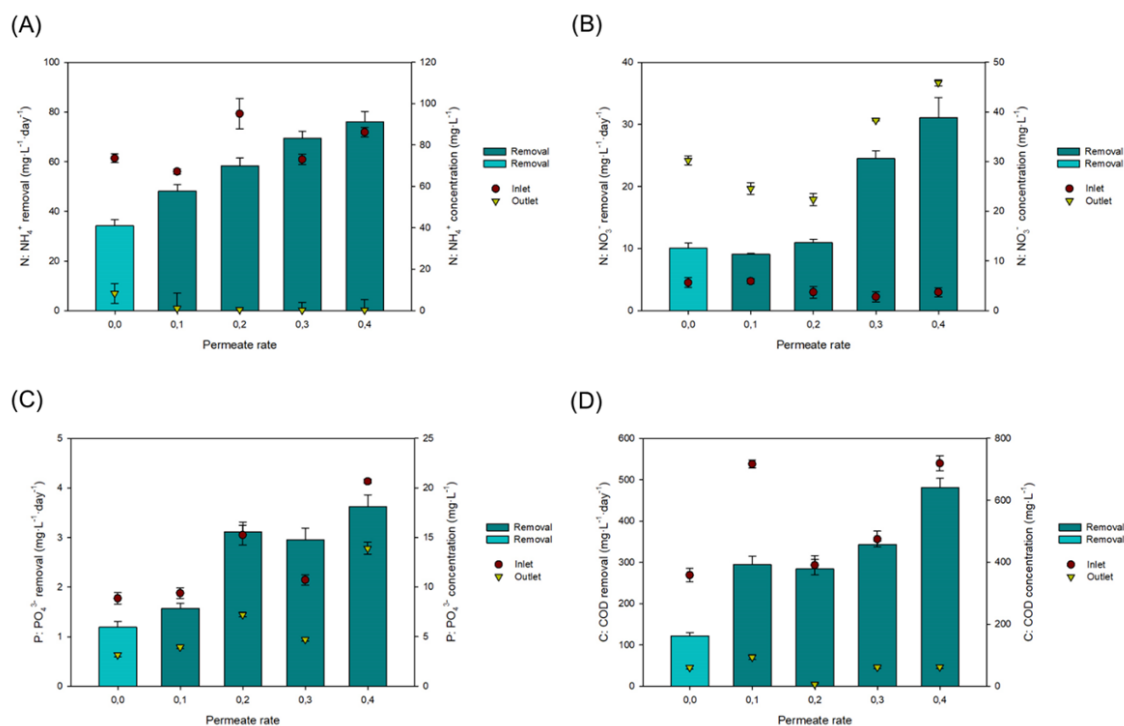 (A)
N: NH₄⁺ removal (mg·L⁻¹·day⁻¹)
100
80
60
40
20
0
120
100
80
60
40
20
0
N: NH₄⁺ concentration (mg·L⁻¹)
0,0 0,1 0,2 0,3 0,4
Permeate rate
Removal
Removal
Inlet
Outlet
(B)
N: NO₃⁻ removal (mg·L⁻¹·day⁻¹)
40
30
20
10
0
50
40
30
20
10
0
N: NO₃⁻ concentration (mg·L⁻¹)
0,0 0,1 0,2 0,3 0,4
Permeate rate
Removal
Removal
Inlet
Outlet
(C)
P: PO₄³⁻ removal (mg·L⁻¹·day⁻¹)
5
4
3
2
1
0
25
20
15
10
5
0
P: PO₄³⁻ concentration (mg·L⁻¹)
0,0 0,1 0,2 0,3 0,4
Permeate rate
Removal
Removal
Inlet
Outlet
(D)
C: COD removal (mg·L⁻¹·day⁻¹)
600
500
400
300
200
100
0
800
600
400
200
0
C: COD concentration (mg·L⁻¹)
0,0 0,1 0,2 0,3 0,4
Permeate rate
Removal
Removal
Inlet
Outlet